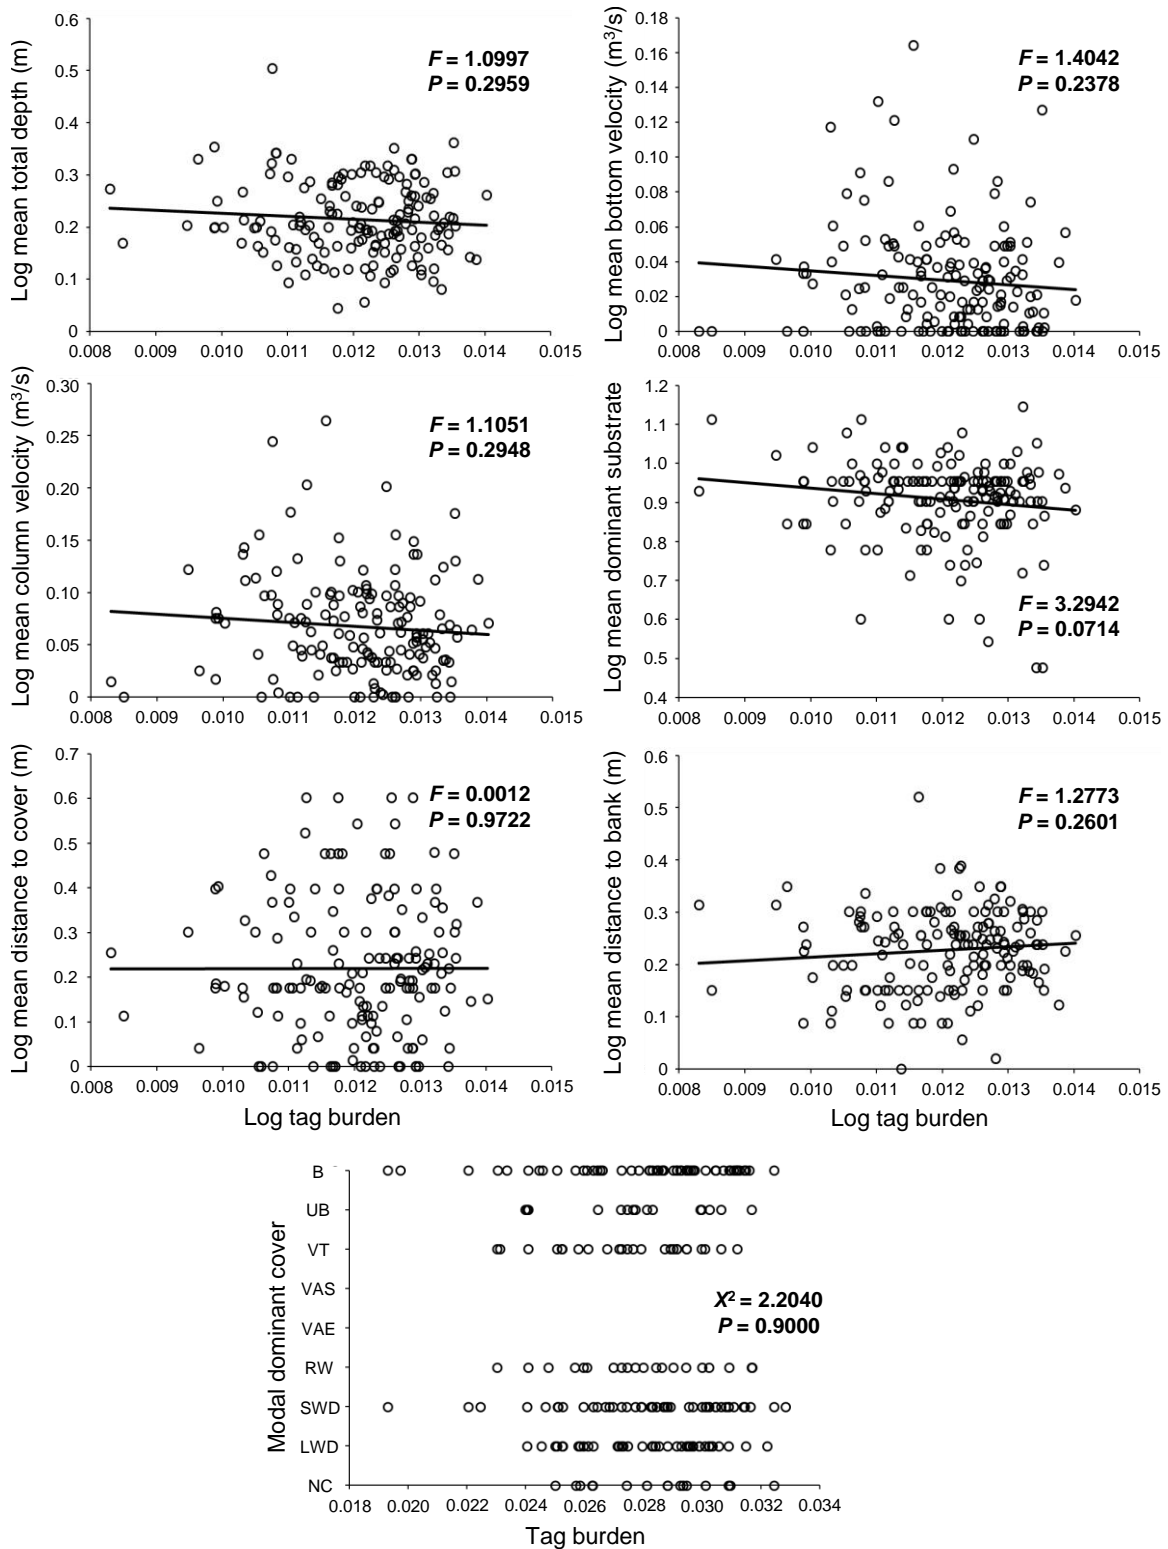 Log mean total depth (m)
0.6
0.5
0.4
0.3
0.2
0.1
0
F = 1.0997
P = 0.2959
0.008 0.009 0.010 0.011 0.012 0.013 0.014 0.015
Log mean bottom velocity (m³/s)
0.18
0.16
0.14
0.12
0.10
0.08
0.06
0.04
0.02
0
F = 1.4042
P = 0.2378
0.008 0.009 0.010 0.011 0.012 0.013 0.014 0.015
Log mean column velocity (m³/s)
0.30
0.25
0.20
0.15
0.10
0.05
0
F = 1.1051
P = 0.2948
0.008 0.009 0.010 0.011 0.012 0.013 0.014 0.015
Log mean dominant substrate
1.2
1.1
1.0
0.9
0.8
0.7
0.6
0.5
0.4
F = 3.2942
P = 0.0714
0.008 0.009 0.010 0.011 0.012 0.013 0.014 0.015
Log mean distance to cover (m)
0.7
0.6
0.5
0.4
0.3
0.2
0.1
0
F = 0.0012
P = 0.9722
0.008 0.009 0.010 0.011 0.012 0.013 0.014 0.015
Log tag burden
Log mean distance to bank (m)
0.6
0.5
0.4
0.3
0.2
0.1
0
F = 1.2773
P = 0.2601
0.008 0.009 0.010 0.011 0.012 0.013 0.014 0.015
Log tag burden
Modal dominant cover
B
UB
VT
VAS
VAE
RW
SWD
LWD
NC
X² = 2.2040
P = 0.9000
0.018 0.020 0.022 0.024 0.026 0.028 0.030 0.032 0.034
Tag burden